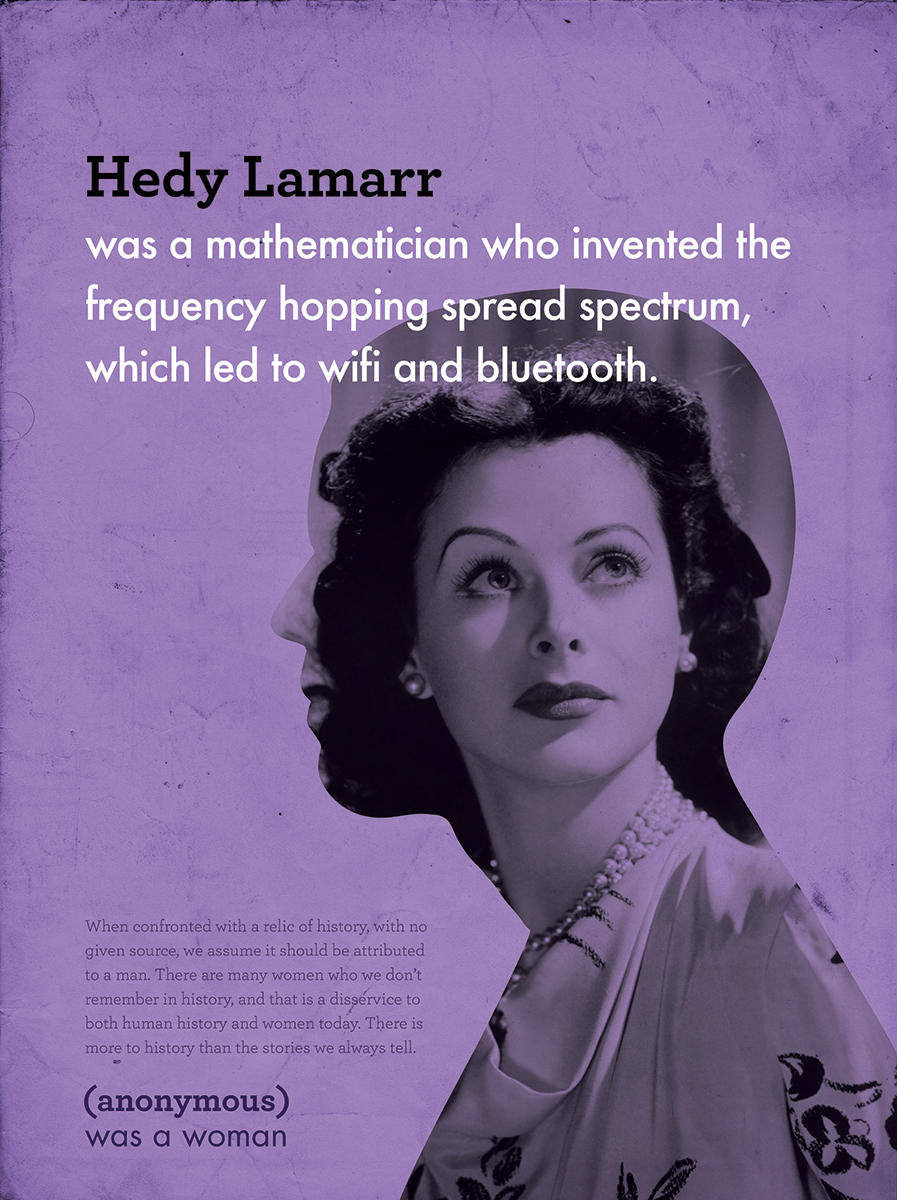 Hedy Lamarr
was a mathematician who invented the
frequency hopping spread spectrum,
which led to wifi and bluetooth.
When confronted with a relic of history, with no
given source, we assume it should be attributed
to a man. There are many women who we don't
remember in history, and that is a disservice to
both human history and women today. There is
more to history than the stories we always tell.
(anonymous)
was a woman